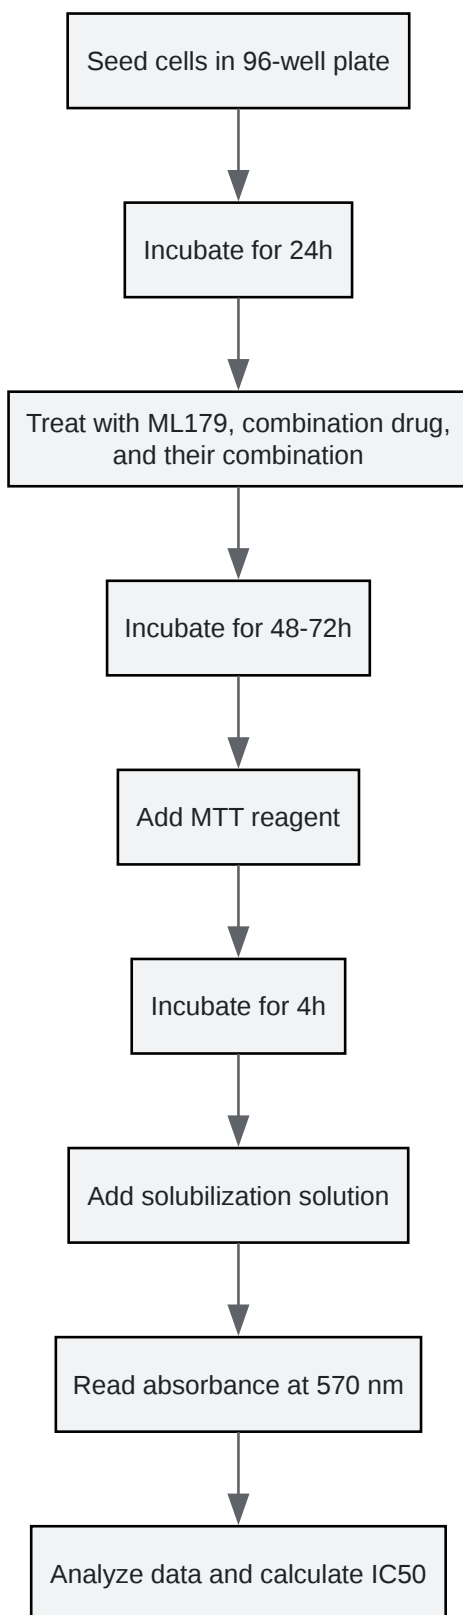 Seed cells in 96-well plate
Incubate for 24h
Treat with ML179, combination drug,
and their combination
Incubate for 48-72h
Add MTT reagent
Incubate for 4h
Add solubilization solution
Read absorbance at 570 nm
Analyze data and calculate IC50